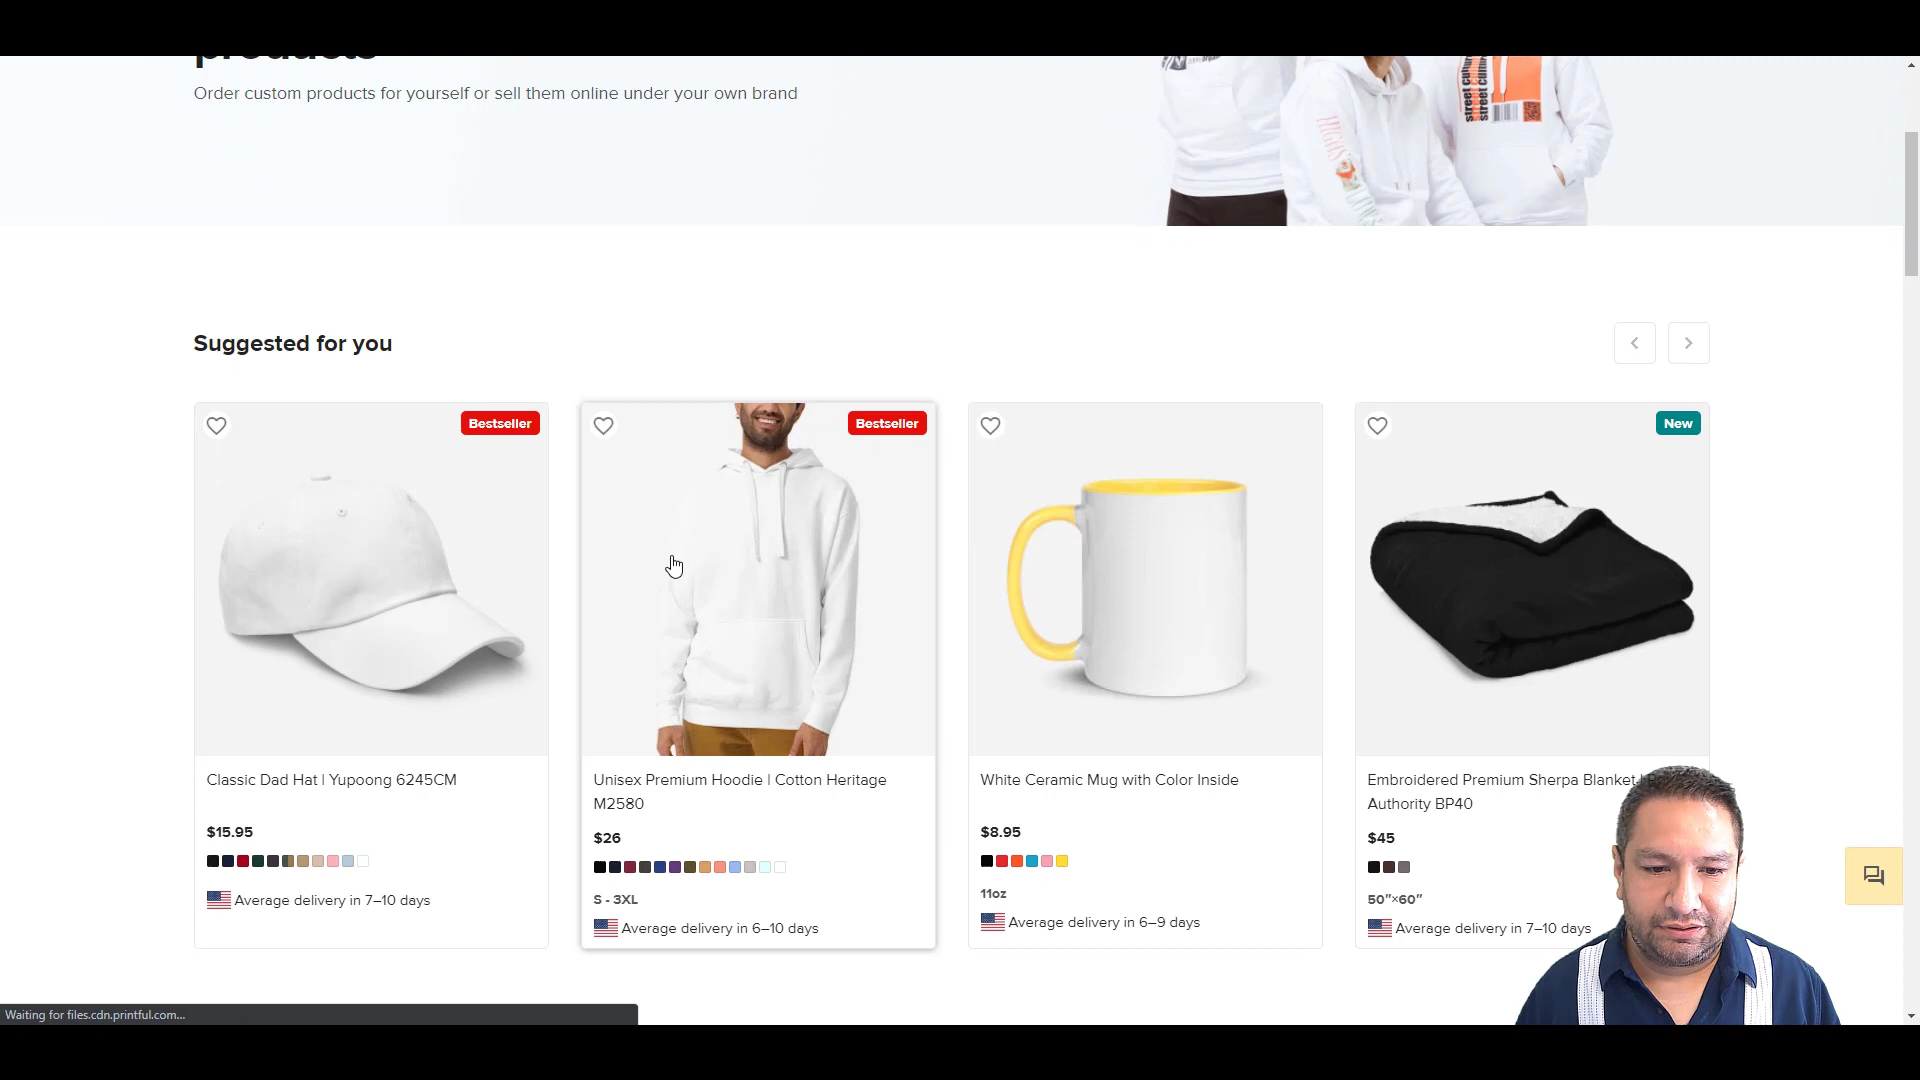 products
Order custom products for yourself or sell them online under your own brand
Suggested for you
Bestseller
Bestseller
New
Classic Dad Hat | Yupoong 6245CM
$15.95
Average delivery in 7–10 days
Unisex Premium Hoodie | Cotton Heritage
M2580
$26
S - 3XL
Average delivery in 6–10 days
White Ceramic Mug with Color Inside
$8.95
11oz
Average delivery in 6–9 days
Embroidered Premium Sherpa Blanket |
Authority BP40
$45
50″×60″
Average delivery in 7–10 days
Waiting for files.cdn.printful.com...